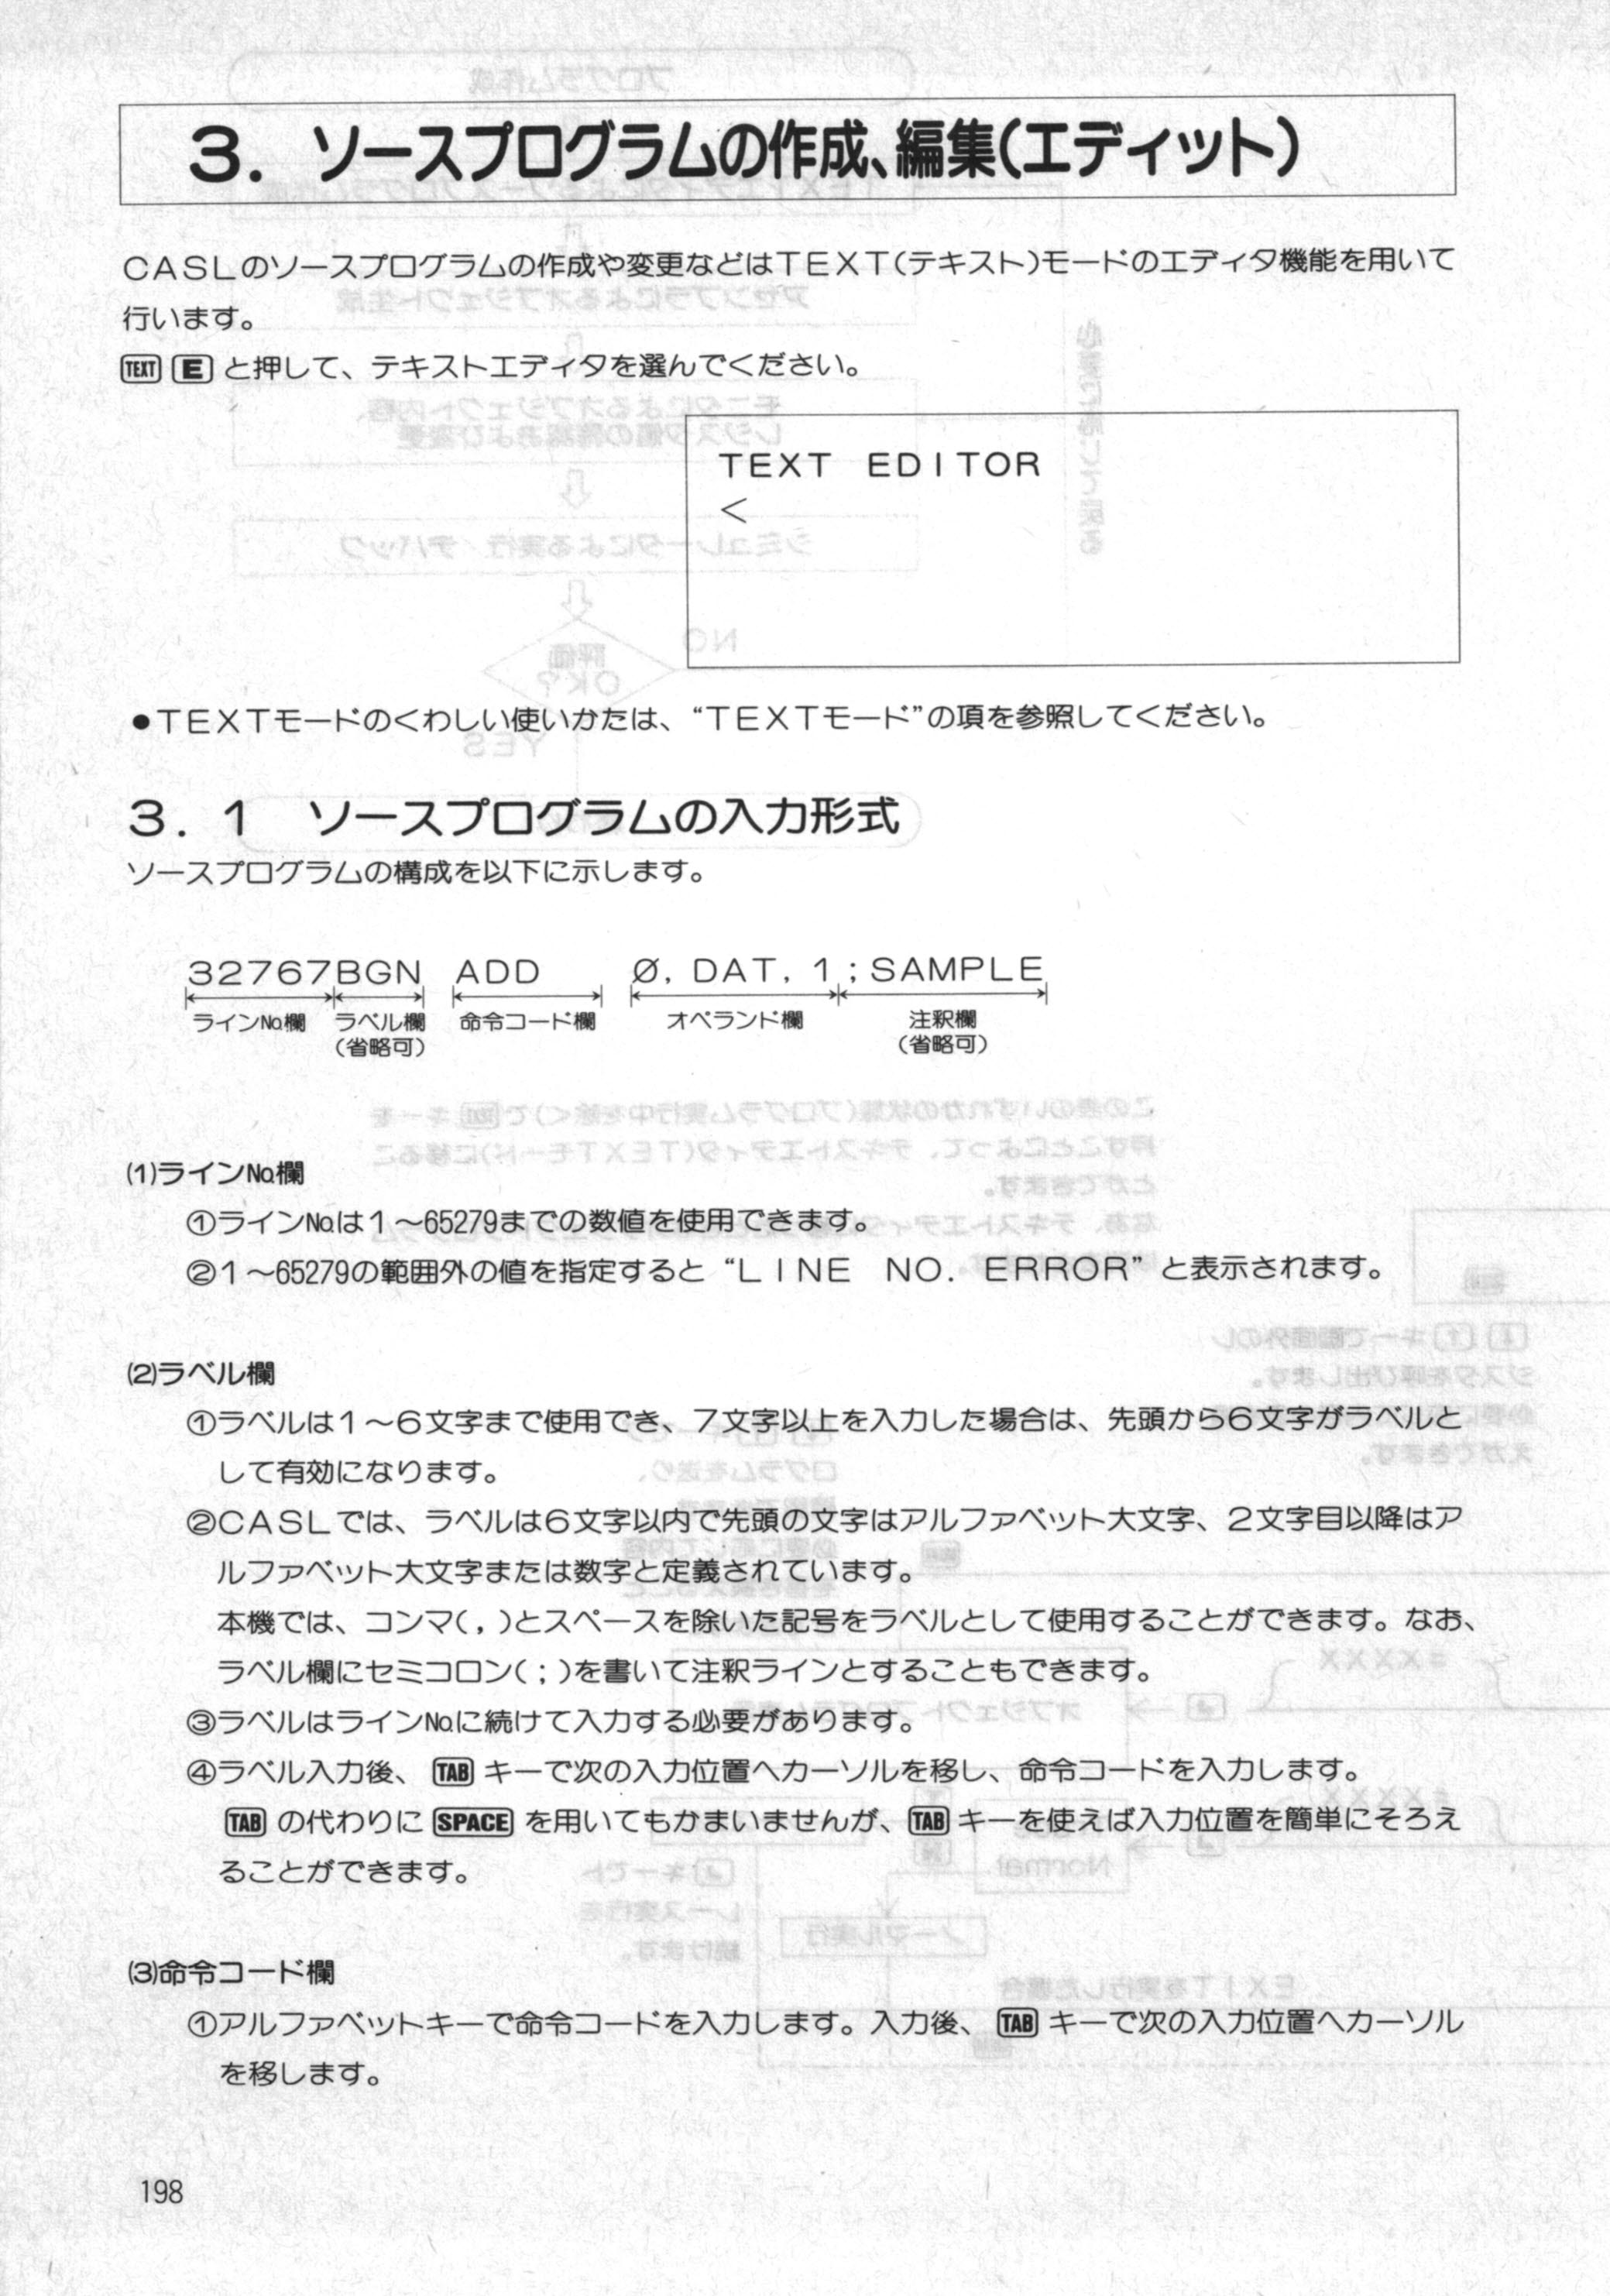 3. ソースプログラムの作成、編集(エディット)
CASLのソースプログラムの作成や変更などはTEXT(テキスト)モードのエディタ機能を用いて
行います。
TEXT E と押して、テキストエディタを選んでください。
TEXT EDITOR
<
●TEXTモードのくわしい使いかたは、“TEXTモード”の項を参照してください。
3. 1 ソースプログラムの入力形式
ソースプログラムの構成を以下に示します。
32767BGN ADD Ø, DAT, 1;SAMPLE
ラインNo.欄 ラベル欄 命令コード欄 オペランド欄 注釈欄
(省略可) (省略可)
(1)ラインNo.欄
①ラインNo.は1～65279までの数値を使用できます。
②1～65279の範囲外の値を指定すると“LINE NO. ERROR”と表示されます。
(2)ラベル欄
①ラベルは1～6文字まで使用でき、7文字以上を入力した場合は、先頭から6文字がラベルと
して有効になります。
②CASLでは、ラベルは6文字以内で先頭の文字はアルファベット大文字、2文字目以降はア
ルファベット大文字または数字と定義されています。
本機では、コンマ(,)とスペースを除いた記号をラベルとして使用することができます。なお、
ラベル欄にセミコロン(;)を書いて注釈ラインとすることもできます。
③ラベルはラインNo.に続けて入力する必要があります。
④ラベル入力後、 TAB キーで次の入力位置へカーソルを移し、命令コードを入力します。
TAB の代わりに SPACE を用いてもかまいませんが、TAB キーを使えば入力位置を簡単にそろえ
ることができます。
(3)命令コード欄
①アルファベットキーで命令コードを入力します。入力後、 TAB キーで次の入力位置へカーソル
を移します。
198